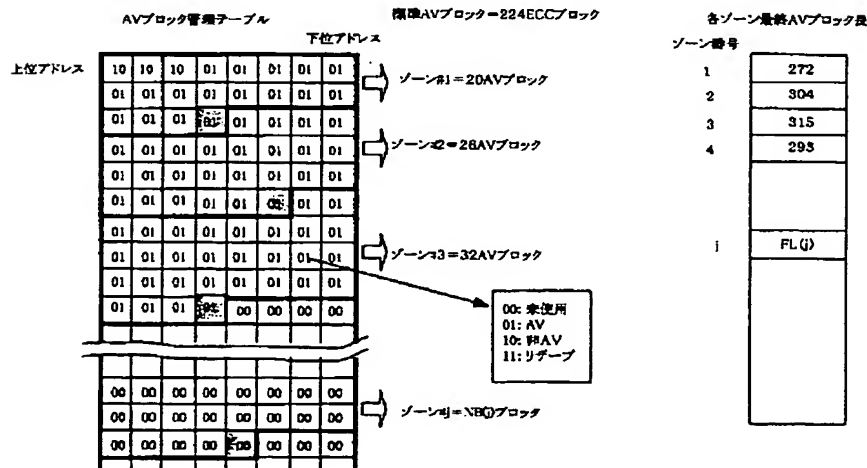 AVブロック管理テーブル
標準AVブロック=224ECCブロック
各ゾーン最終AVブロック長
下位アドレス
上位アドレス
ゾーン番号
10 10 10 01 01 01 01 01
01 01 01 01 01 01 01 01
01 01 01 01 01 01 01
01 01 01 01 01 01 01 01
01 01 01 01 01 01 01 01
01 01 01 01 01 01 01
01 01 01 01 01 01 01 01
01 01 01 01 01 01 01 01
01 01 01 01 01 01 01 01
01 01 01 00 00 00 00
00 00 00 00 00 00 00 00
00 00 00 00 00 00 00 00
00 00 00 00 00 00 00 00
ゾーン#1=20AVブロック
ゾーン#2=26AVブロック
ゾーン#3=32AVブロック
ゾーン#j=NB(j)ブロック
00: 未使用
01: AV
10: 非AV
11: リザーブ
1 272
2 304
3 315
4 293
j FL(j)